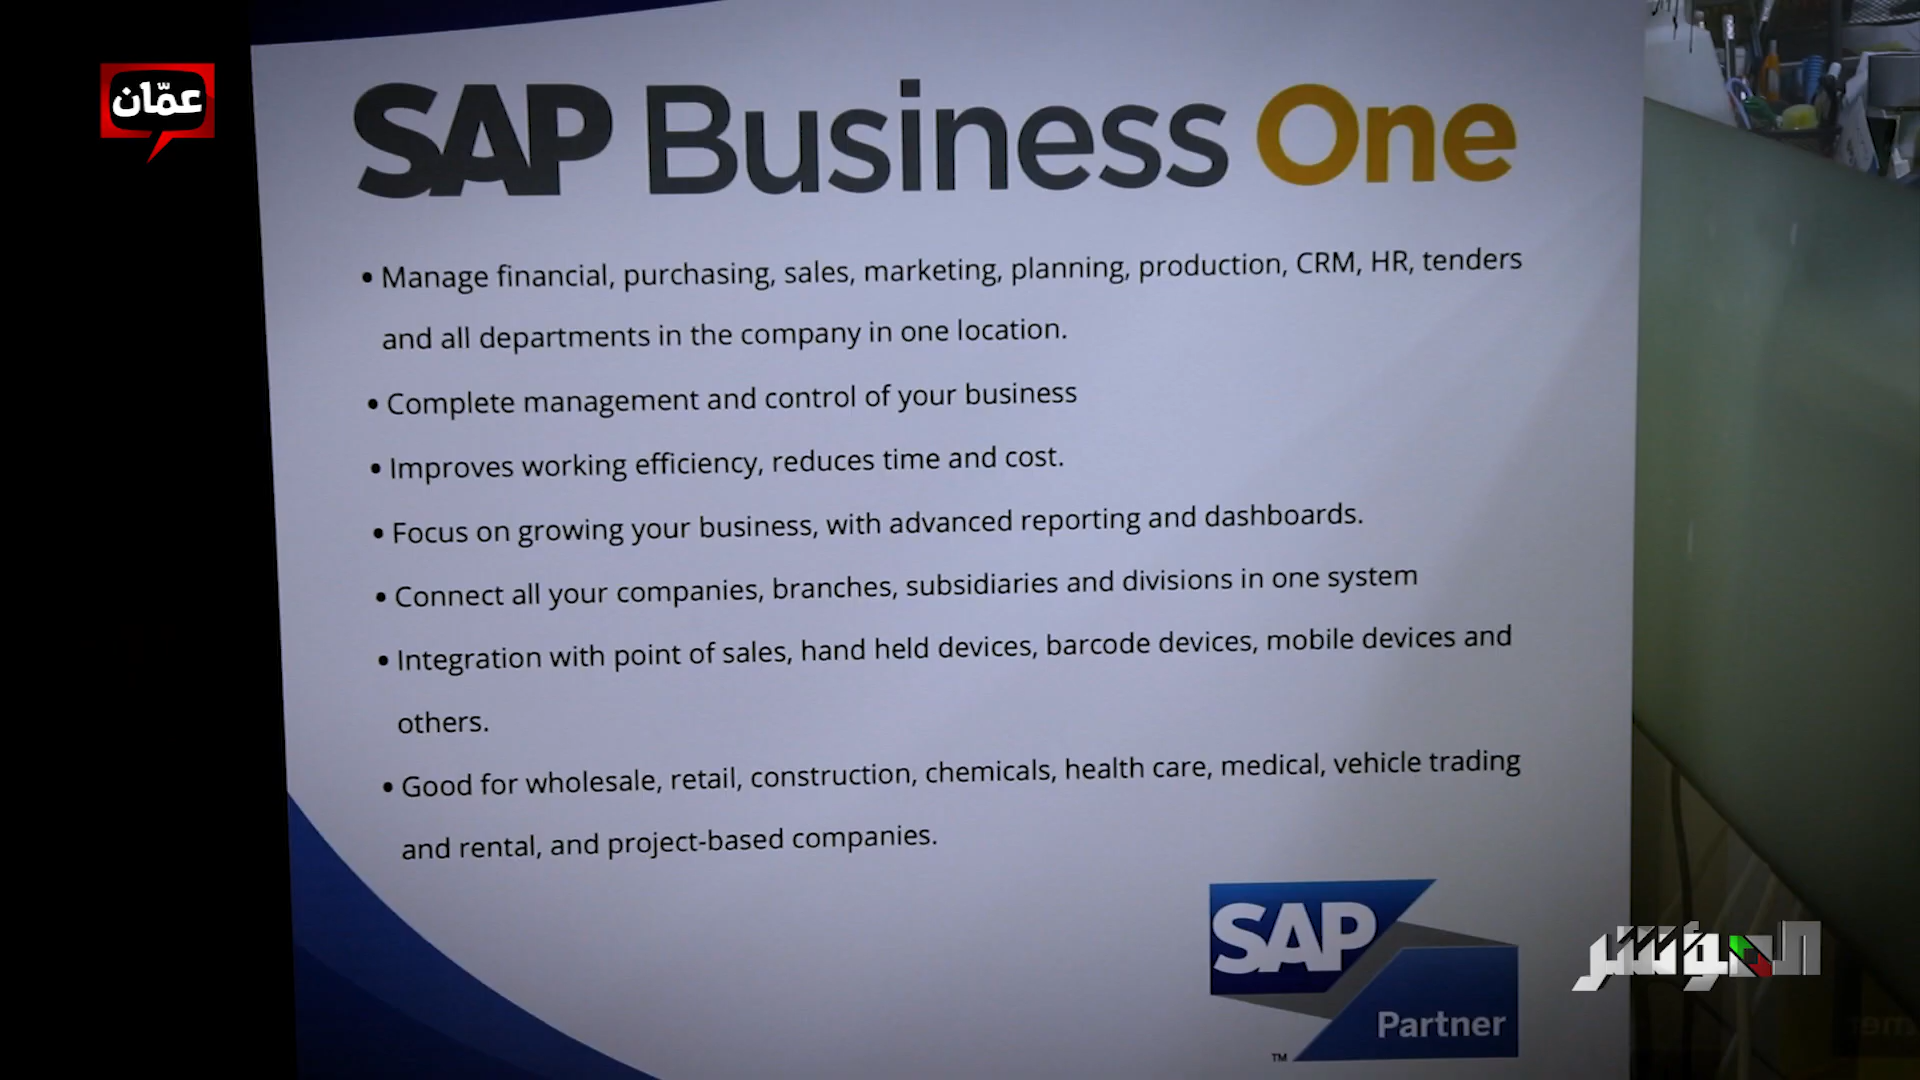 عمّان
SAP Business One
• Manage financial, purchasing, sales, marketing, planning, production, CRM, HR, tenders
and all departments in the company in one location.
• Complete management and control of your business
• Improves working efficiency, reduces time and cost.
• Focus on growing your business, with advanced reporting and dashboards.
• Connect all your companies, branches, subsidiaries and divisions in one system
• Integration with point of sales, hand held devices, barcode devices, mobile devices and
others.
• Good for wholesale, retail, construction, chemicals, health care, medical, vehicle trading
and rental, and project-based companies.
SAP
Partner
TM
المؤشر